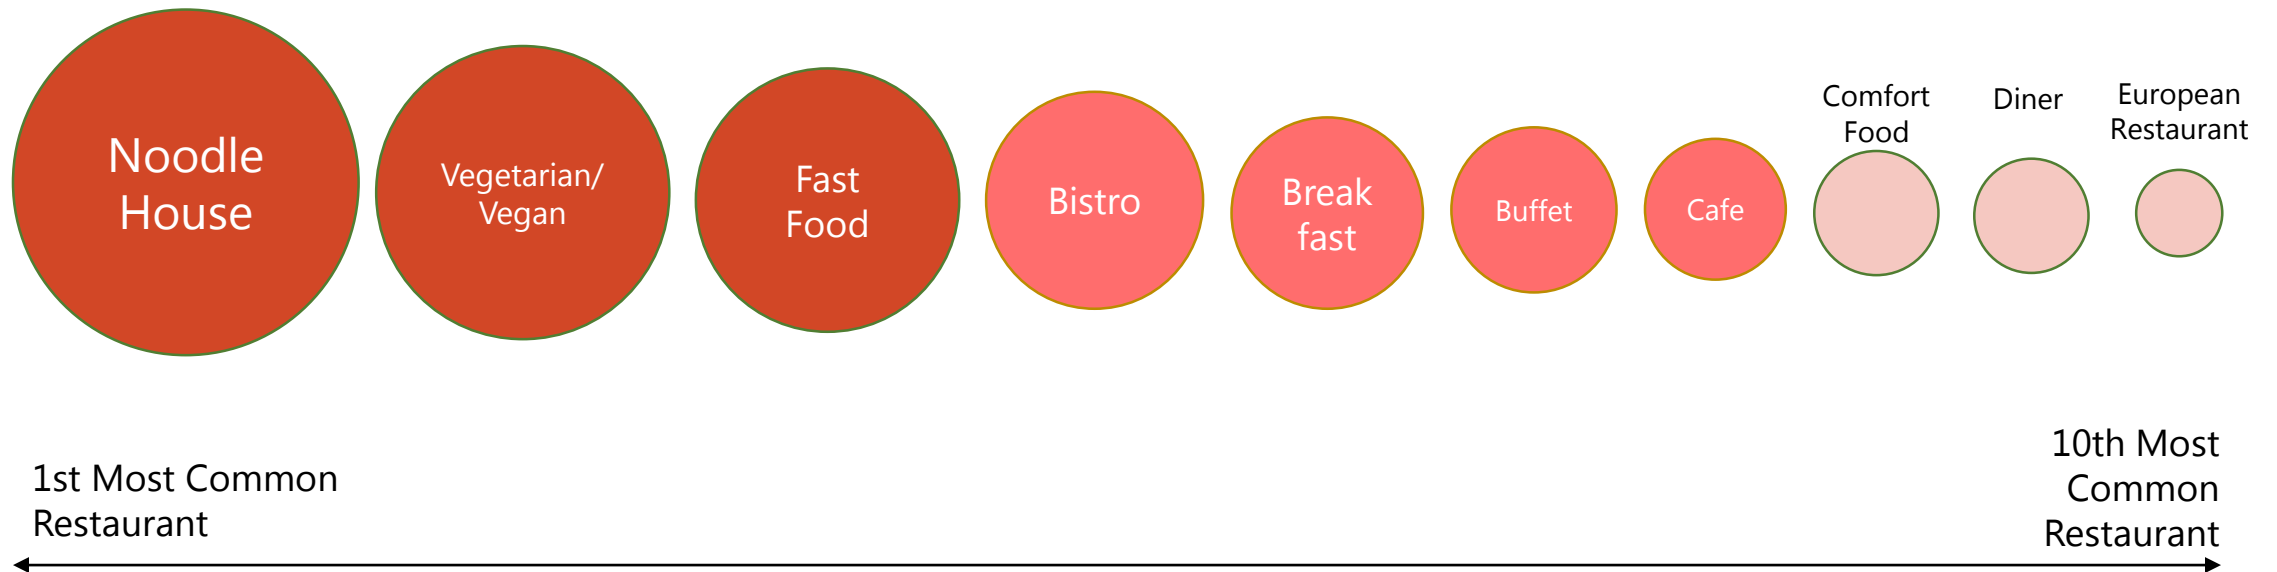 Noodle
House
Vegetarian/
Vegan
Fast
Food
Bistro
Break
fast
Buffet
Cafe
Comfort
Food
Diner
European
Restaurant
1st Most Common
Restaurant
10th Most
Common
Restaurant